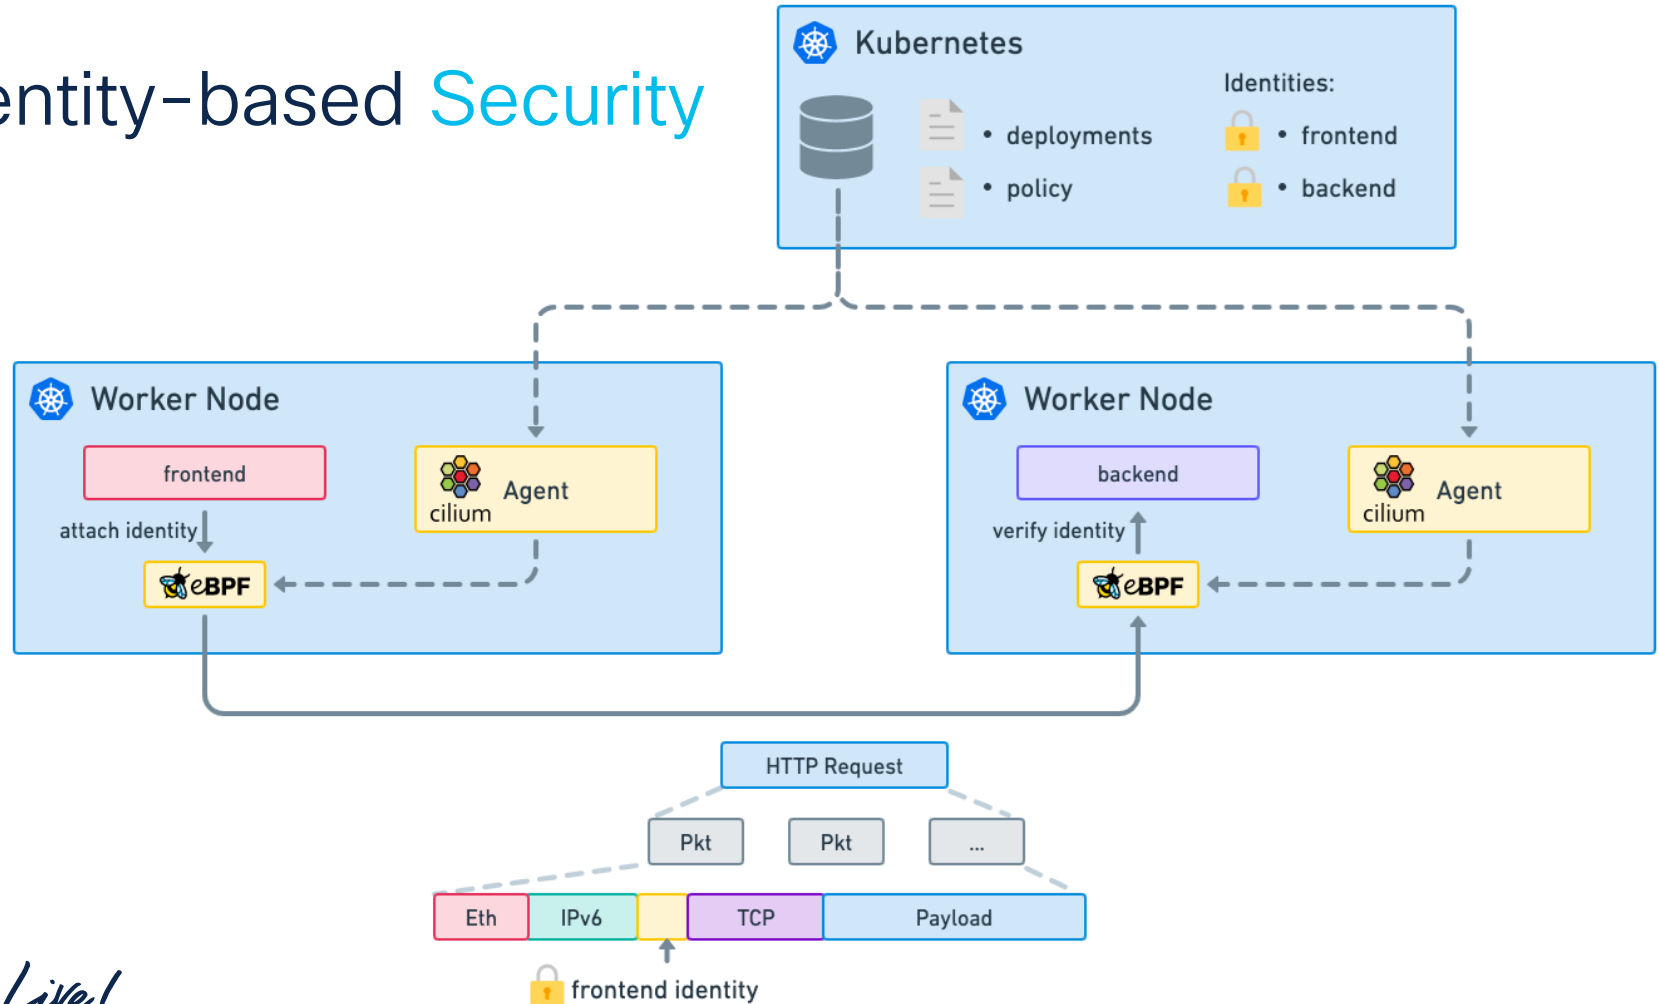 entity-based Security
Kubernetes
Identities:
• deployments
• frontend
• policy
• backend
Worker Node
frontend
cilium
Agent
attach identity
eBPF
Worker Node
backend
cilium
Agent
verify identity
eBPF
HTTP Request
Pkt
Pkt
...
Eth
IPv6
TCP
Payload
frontend identity
Live!